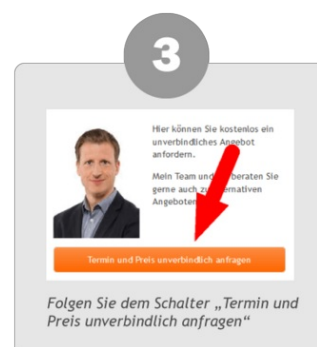 3
Hier können Sie kostenlos ein
unverbindliches Angebot
anfordern.
Mein Team und beraten Sie
gerne auch zu
Angeboten
Termin und Preis unverbindlich anfragen
Folgen Sie dem Schalter „Termin und
Preis unverbindlich anfragen“